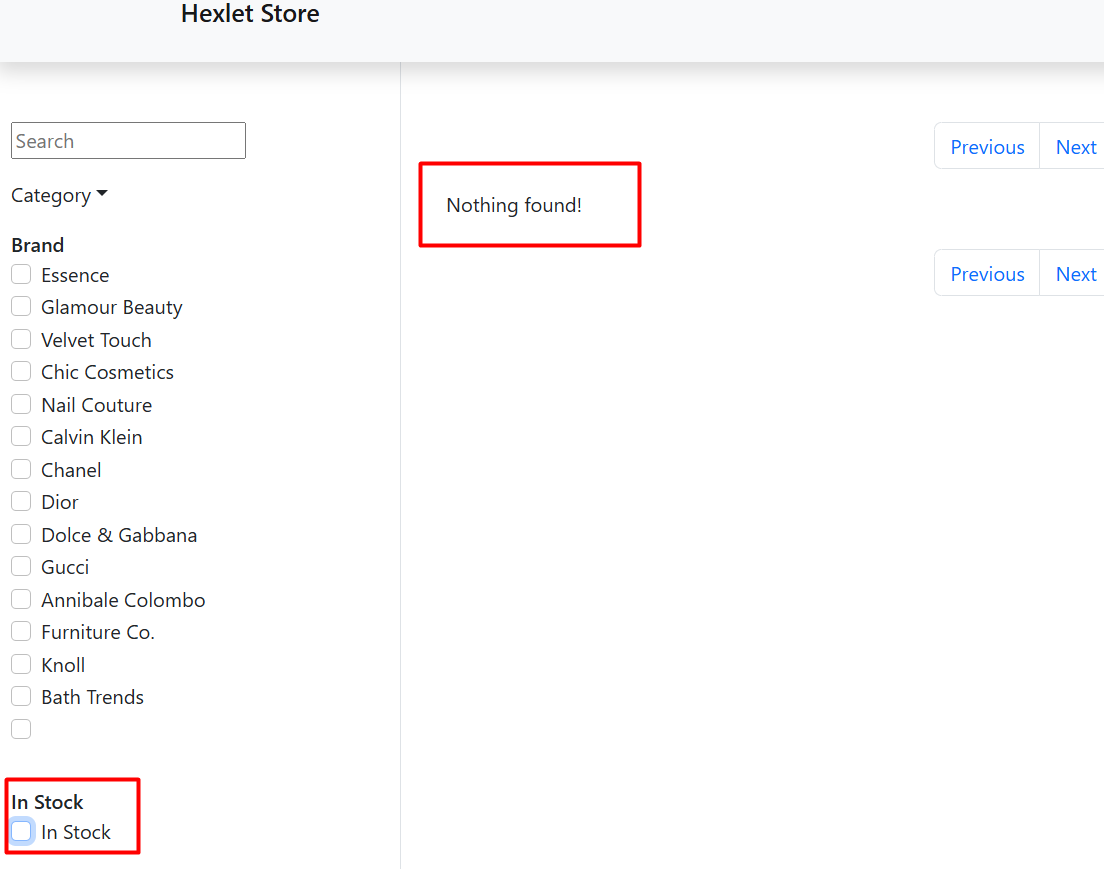 Hexlet Store
Search
Category
Brand
Essence
Glamour Beauty
Velvet Touch
Chic Cosmetics
Nail Couture
Calvin Klein
Chanel
Dior
Dolce & Gabbana
Gucci
Annibale Colombo
Furniture Co.
Knoll
Bath Trends
In Stock
In Stock
Previous Next
Nothing found!
Previous Next